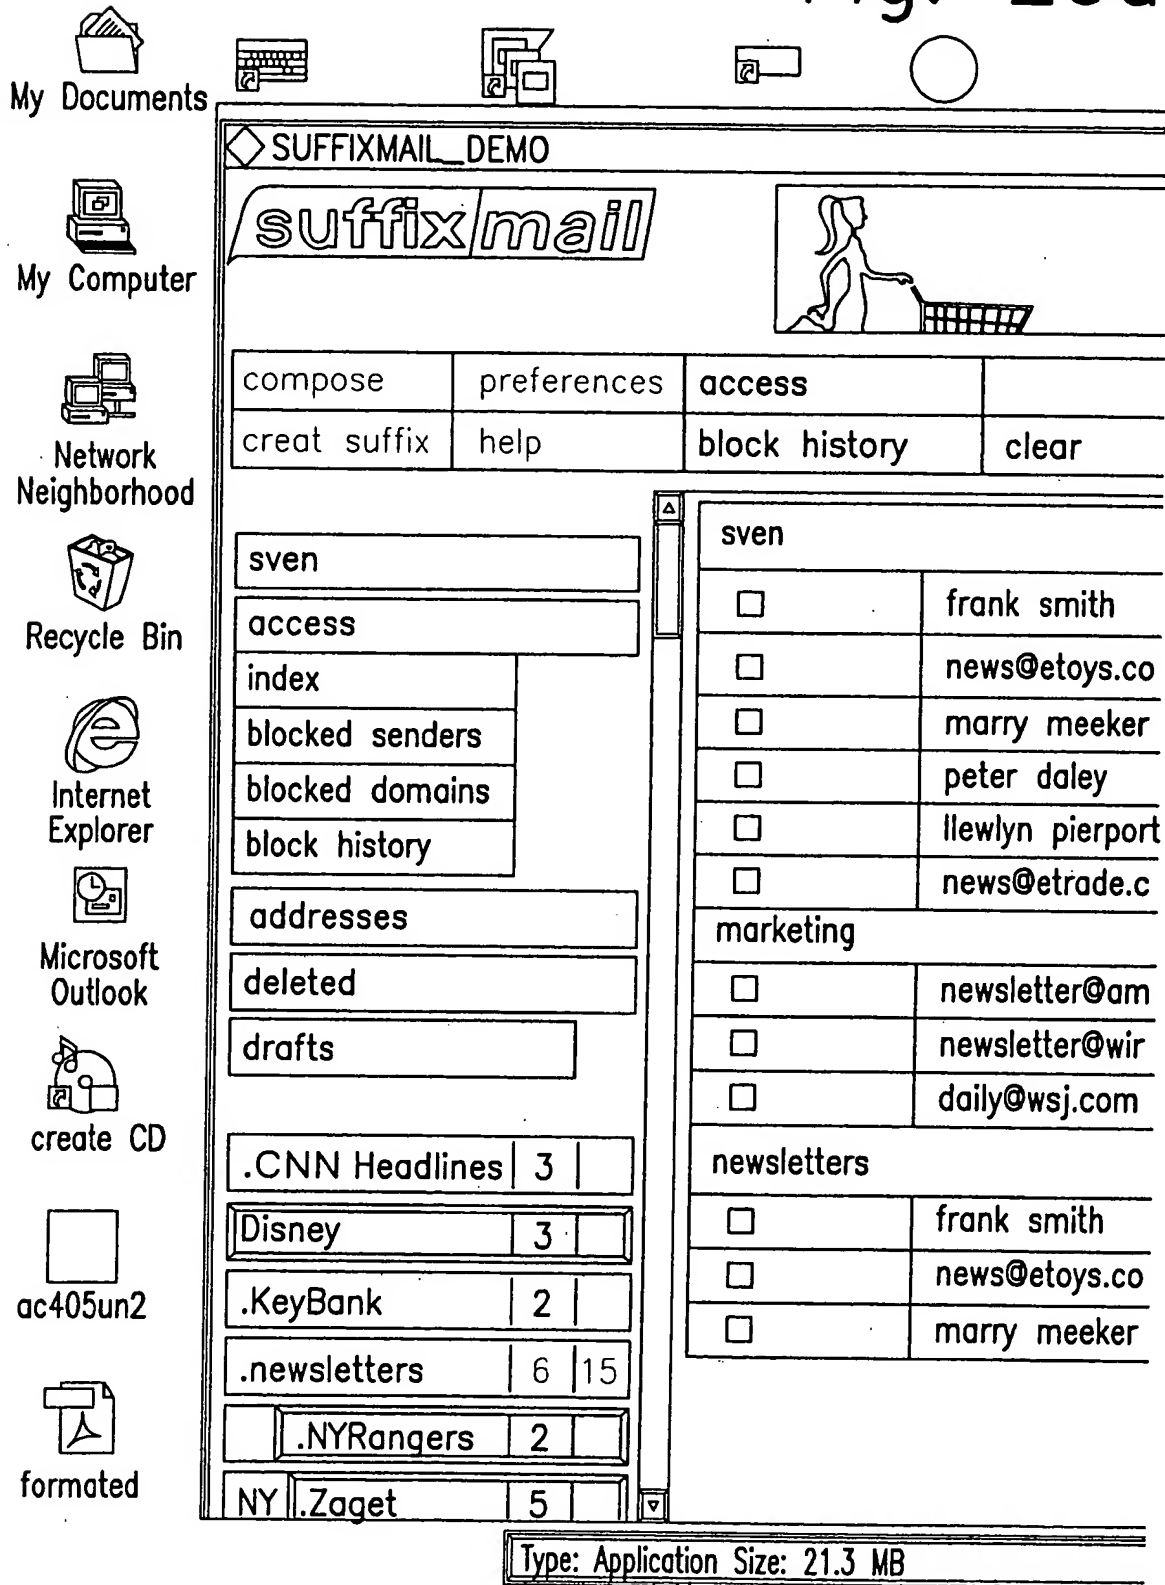 Fig.
My Documents
My Computer
Network
Neighborhood
Recycle Bin
Internet
Explorer
Microsoft
Outlook
create CD
ac405un2
formated
SUFFIXMAIL_DEMO
suffix mail
compose preferences access
creat suffix help block history clear
sven
access
index
blocked senders
blocked domains
block history
addresses
deleted
drafts
.CNN Headlines 3
Disney 3
.KeyBank 2
.newsletters 6 15
.NYRangers 2
NY .Zaget 5
sven
frank smith
news@etoys.co
marry meeker
peter daley
llewlyn pierport
news@etrade.c
marketing
newsletter@am
newsletter@wir
daily@wsj.com
newsletters
frank smith
news@etoys.co
marry meeker
Type: Application Size: 21.3 MB